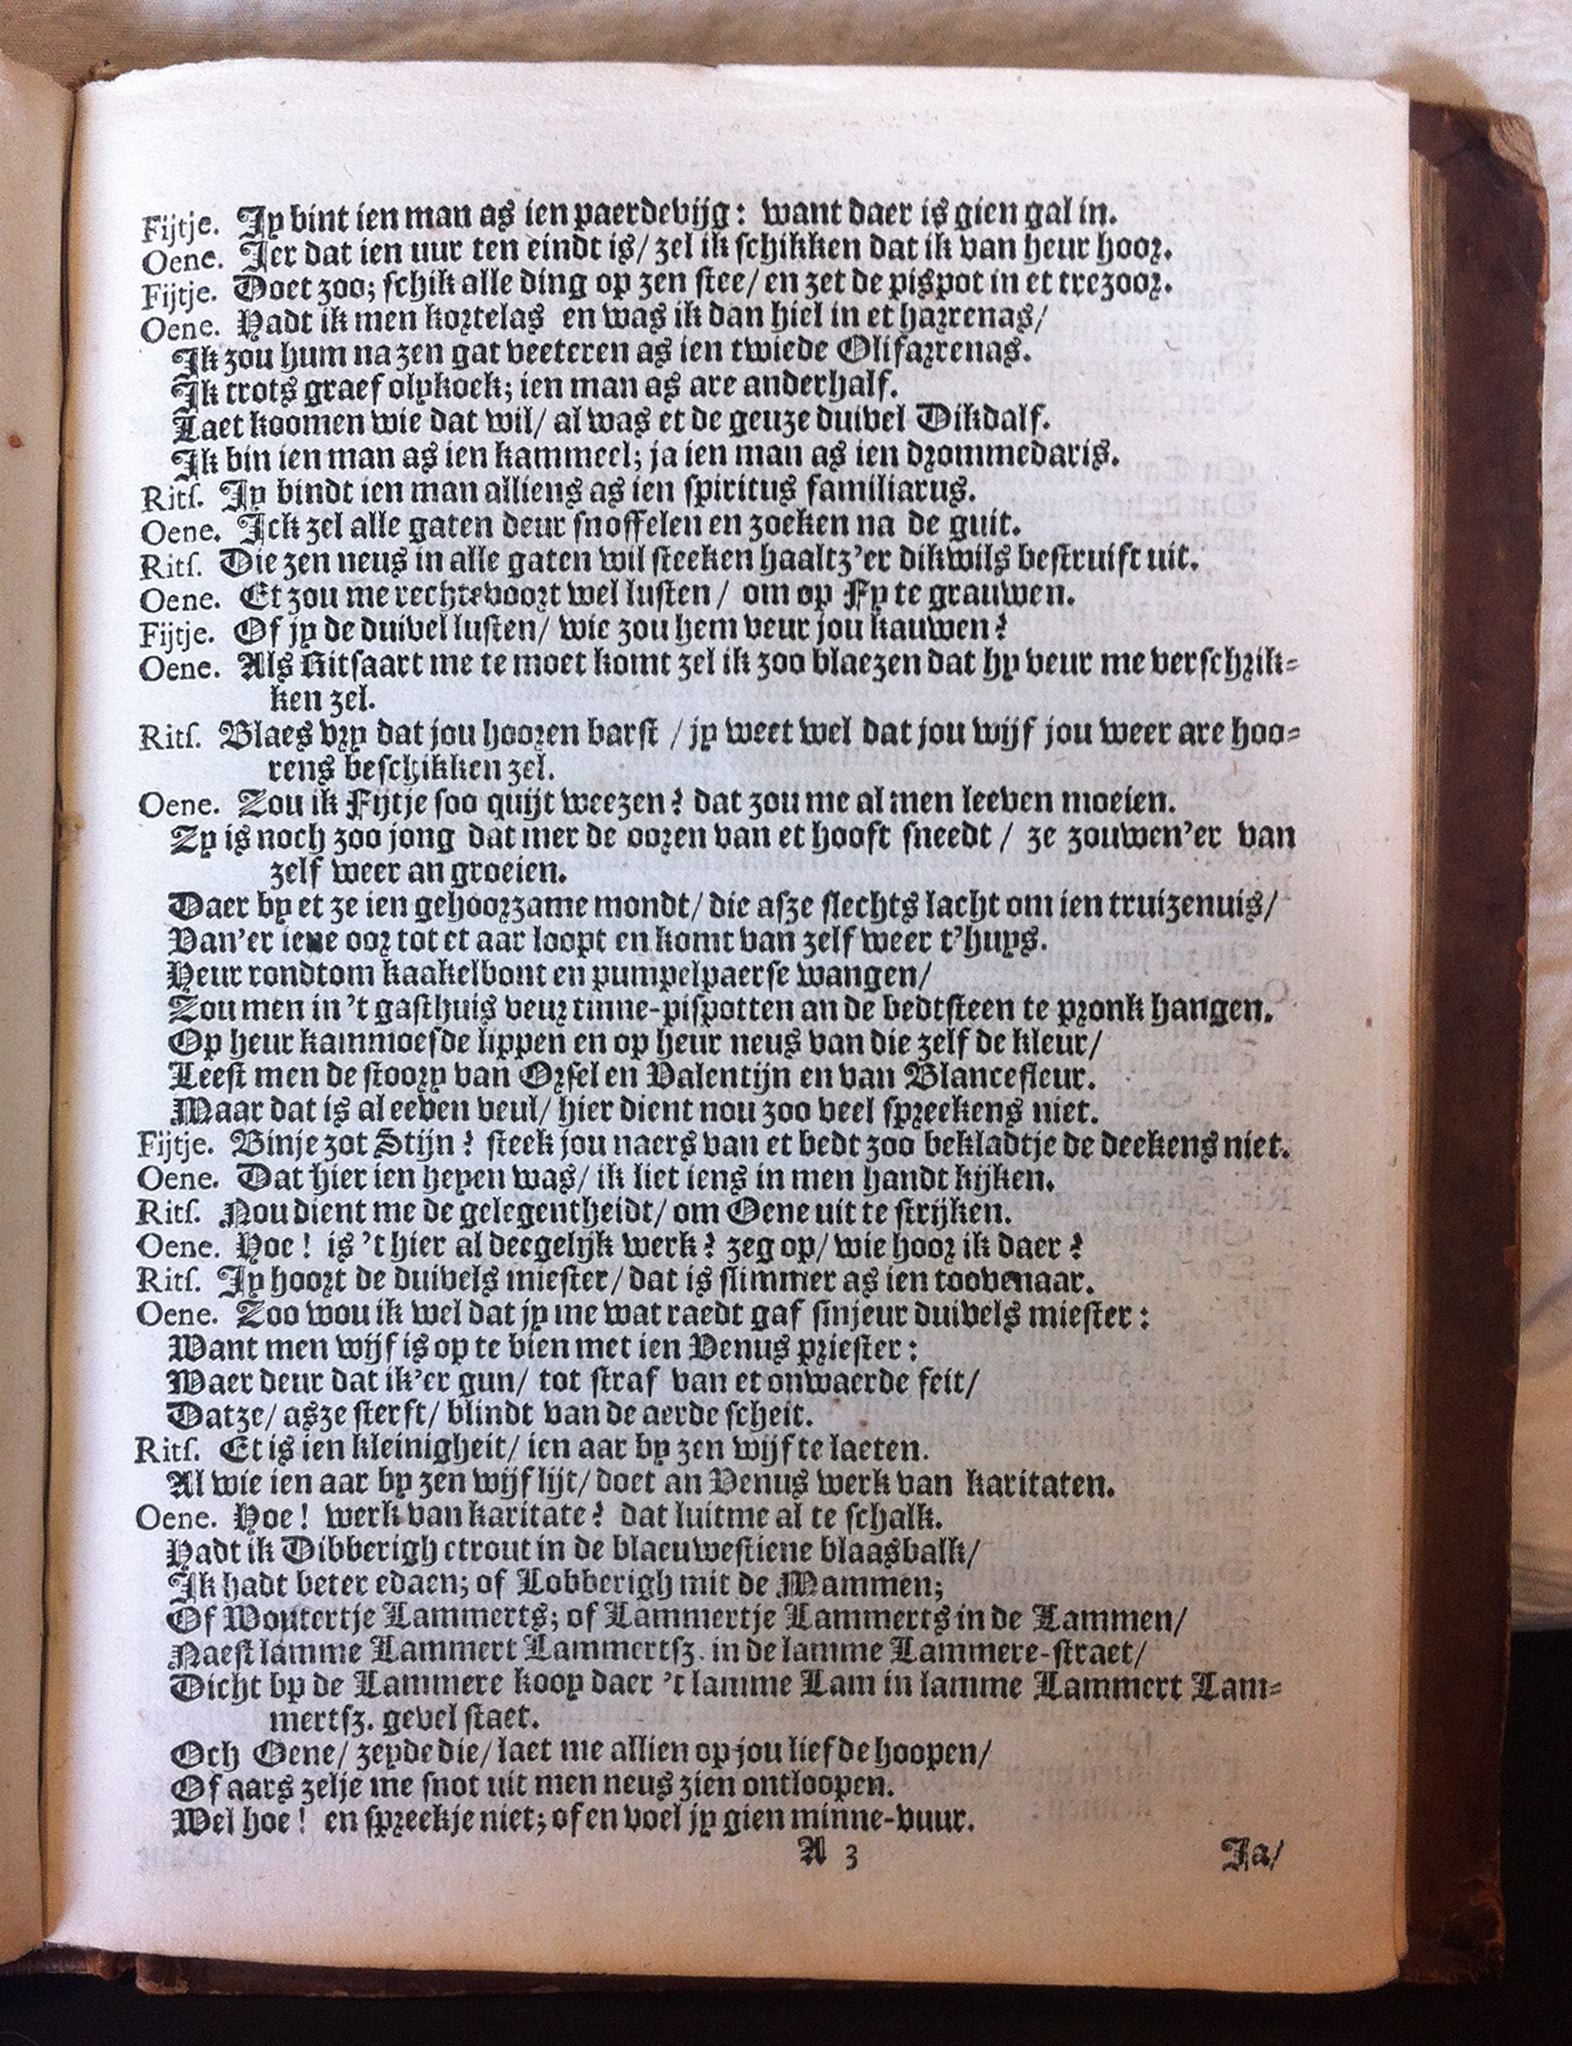 Fijtje. Jy bint ien man as ien paerdevijg: want daer is gien gal in.
Oene. Ier dat ien uur ten eindt is/ zel ik schikken dat ik van heur hoor.
Fijtje. Doet zoo; schik alle ding op zen stee/ en zet de pispot in et trezoor.
Oene. Hadt ik men kortelas en was ik dan hiel in et harrenas/
Ik zou hum na zen gat veeteren as ien twiede Olifarrenas.
Ik trots graef olykoek; ien man as are anderhalf.
Laet koomen wie dat wil/ al was et de geuze duivel Dikdalf.
Ik bin ien man as ien kammeel; ja ien man as ien drommedaris.
Rits. Jy bindt ien man alliens as ien spiritus familiarus.
Oene. Ick zel alle gaten deur snoffelen en zoeken na de guit.
Rits. Die zen neus in alle gaten wil steeken haaltz'er dikwils bestruift uit.
Oene. Et zou me rechtevoort wel lusten/ om op Fy te grauwen.
Fijtje. Of jy de duivel lusten/ wie zou hem veur jou kauwen?
Oene. Als Ritsaart me te moet komt zel ik zoo blaezen dat hy veur me verschrik-
ken zel.
Rits. Blaes vry dat jou hooren barst / jy weet wel dat jou wijf jou weer are hoo-
rens beschikken zel.
Oene. Zou ik Fijtje soo quijt weezen? dat zou me al men leeven moeien.
Zy is noch zoo jong dat mer de ooren van et hooft sneedt / ze zouwen'er van
zelf weer an groeien.
Daer by et ze ien gehoorzame mondt/ die asze slechts lacht om ien truizenuis/
Van'er iene oor tot et aar loopt en komt van zelf weer t'huys.
Heur rondtom kaakelbont en pumpelpaerse wangen/
Zou men in 't gasthuis veur tinne-pispotten an de bedtsteen te pronk hangen.
Op heur kammoesde lippen en op heur neus van die zelf de kleur/
Leest men de stoory van Orsel en Valentijn en van Blancefleur.
Maar dat is al eeven veul/ hier dient nou zoo veel spreekens niet.
Fijtje. Binje zot Stijn? steek jou naers van et bedt zoo bekladtje de deekens niet.
Oene. Dat hier ien heyen was/ ik liet iens in men handt kijken.
Rits. Nou dient me de gelegentheidt/ om Oene uit te strijken.
Oene. Hoe! is 't hier al deegelijk werk? zeg op/ wie hoor ik daer?
Rits. Jy hoort de duivels miester/ dat is slimmer as ien toovenaar.
Oene. Zoo wou ik wel dat jy me wat raedt gaf sinjeur duivels miester:
Want men wijf is op te bien met ien Venus priester:
Waer deur dat ik'er gun/ tot straf van et onwaerde feit/
Datze/ asze sterft/ blindt van de aerde scheit.
Rits. Et is ien kleinigheit/ ien aar by zen wijf te laeten.
Al wie ien aar by zen wijf lijt/ doet an Venus werk van karitaten.
Oene. Hoe! werk van karitate? dat luitme al te schalk.
Hadt ik Dibberigh etrout in de blaeuwestiene blaasbalk/
Ik hadt beter edaen; of Lobberigh mit de Mammen;
Of Woutertje Lammerts; of Lammertje Lammerts in de Lammen/
Naest lamme Lammert Lammertsz. in de lamme Lammere-straet/
Dicht by de Lammere koop daer 't lamme Lam in lamme Lammert Lam-
mertsz. gevel staet.
Och Oene/ zeyde die/ laet me allien op jou liefde hoopen/
Of aars zelje me snot uit men neus zien ontloopen.
Wel hoe! en spreekje niet; of en voel jy gien minne-vuur.
A 3
Ja/